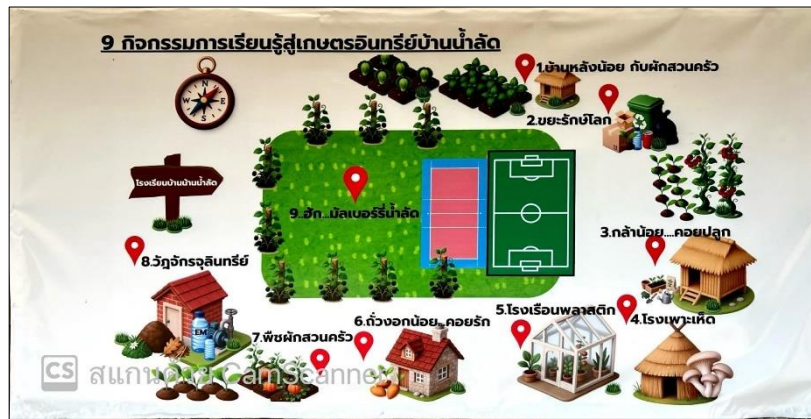 9 กิจกรรมการเรียนรู้สู่เกษตรอินทรีย์บ้านน้ำลัด
N
W E
S
1.บ้านหลังน้อย กับผักสวนครัว
2.ขยะรักษ์โลก
โรงเรียนบ้านน้านน้ำลัด
9.ฮัก...มัลเบอร์รี่น้ำลัด
3.กล้าน้อย....คอยปลูก
8.วัฎจักรจุลินทรีย์
EM
4.โรงเพาะเห็ด
5.โรงเรือนพลาสติก
6.ถั่วงอกน้อย...คอยรัก
7.พืชผักสวนครัว
CS สแกนด้วย CamScanner